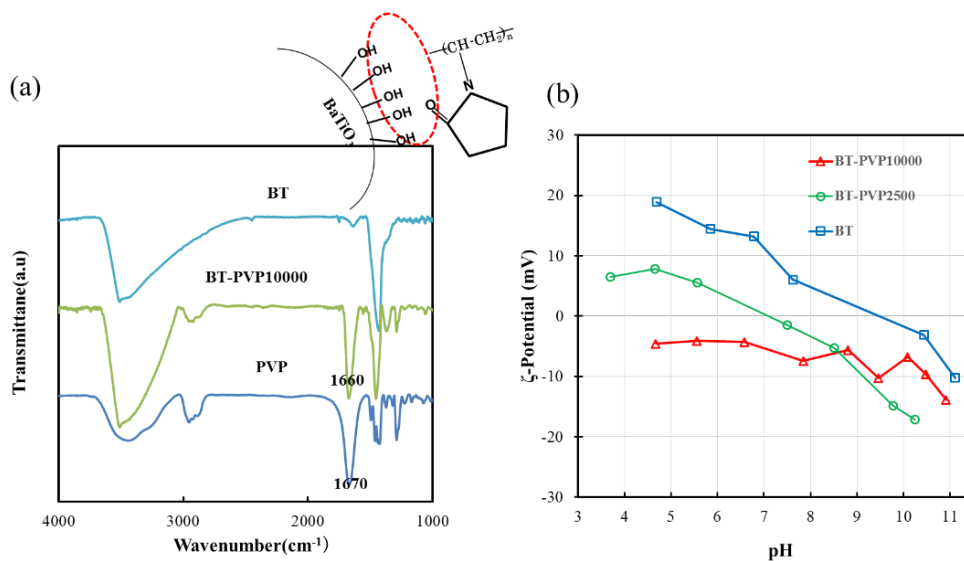 (a)
(CH-CH2)n
OH
OH
OH
OH
OH
N
O
BaTiO3
BT
BT-PVP10000
1660
PVP
1670
Transmittane(a.u)
4000 3000 2000 1000
Wavenumber(cm-1)
(b)
30
20
10
0
-10
-20
-30
ζ-Potential (mV)
BT-PVP10000
BT-PVP2500
BT
3 4 5 6 7 8 9 10 11
pH